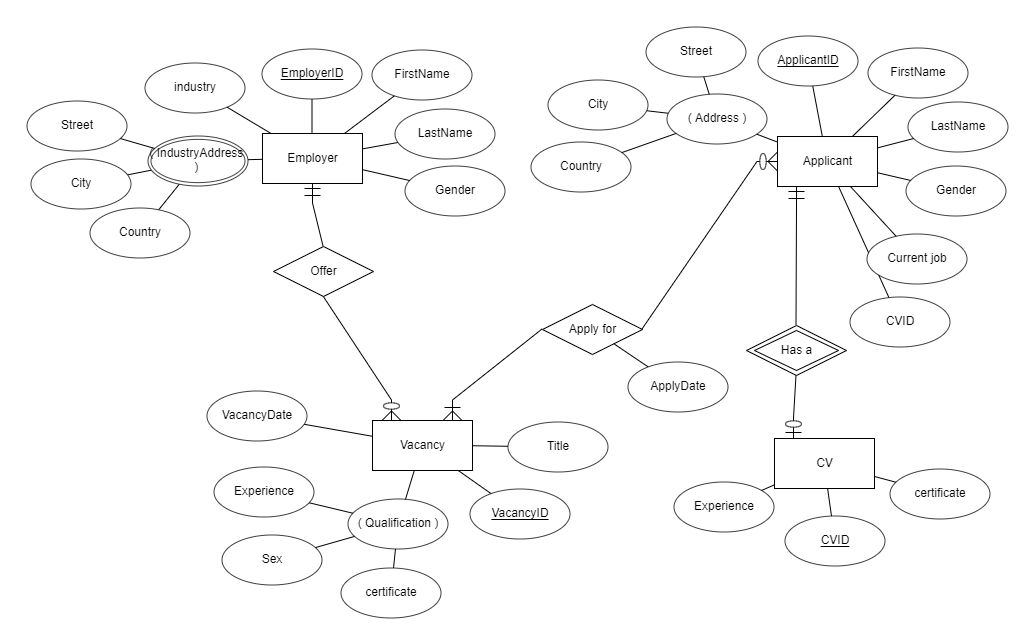 Street
ApplicantID
EmployerID
FirstName
FirstName
industry
City
( Address )
Street
LastName
LastName
( IndustryAddress
)
Employer
Country
Applicant
City
Gender
Gender
Country
Current job
Offer
CVID
Apply for
Has a
ApplyDate
VacancyDate
Vacancy
Title
CV
Experience
certificate
Experience
( Qualification )
VacancyID
CVID
Sex
certificate